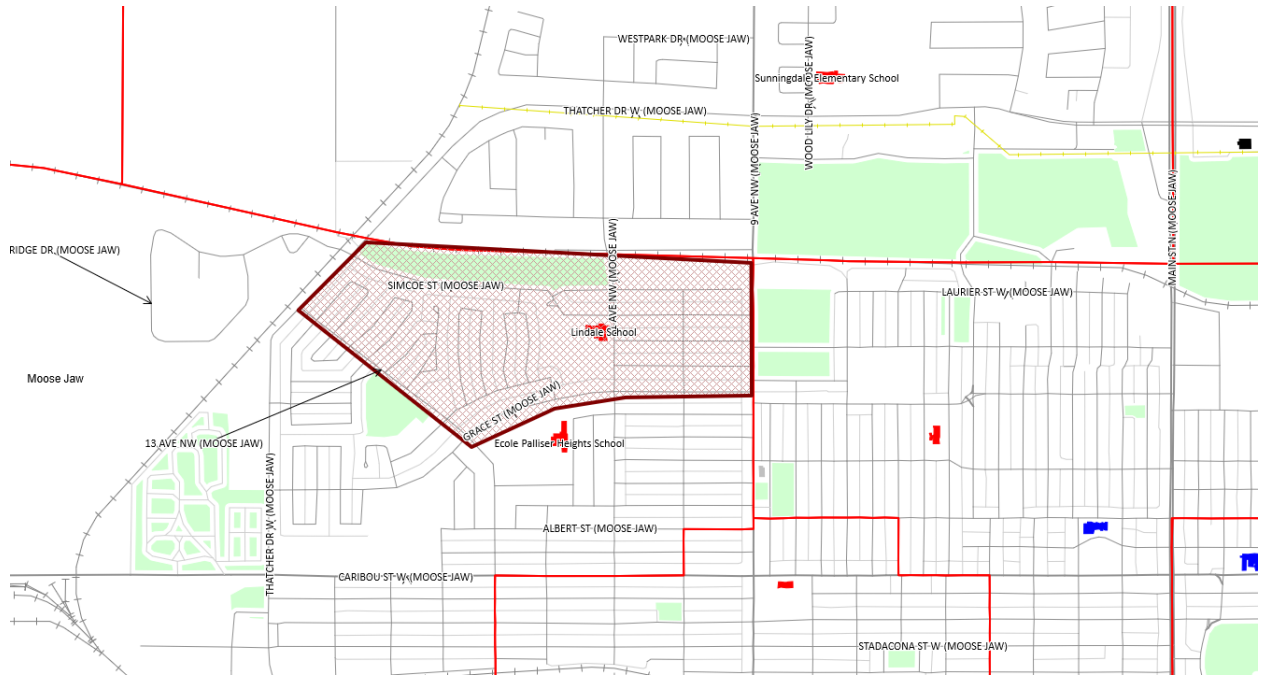 WESTPARK DR (MOOSE JAW)
Sunningdale Elementary School
WOOD LILY DR (MOOSE JAW)
THATCHER DR W (MOOSE JAW)
9 AVE NW (MOOSE JAW)
MAIN ST N (MOOSE JAW)
RIDGE DR (MOOSE JAW)
SIMCOE ST (MOOSE JAW)
AVE NW (MOOSE JAW)
LAURIER ST W (MOOSE JAW)
Lindale School
Moose Jaw
GRACE ST (MOOSE JAW)
13 AVE NW (MOOSE JAW)
Ecole Palliser Heights School
THATCHER DR W (MOOSE JAW)
ALBERT ST (MOOSE JAW)
CARIBOU ST W (MOOSE JAW)
STADACONA ST W (MOOSE JAW)